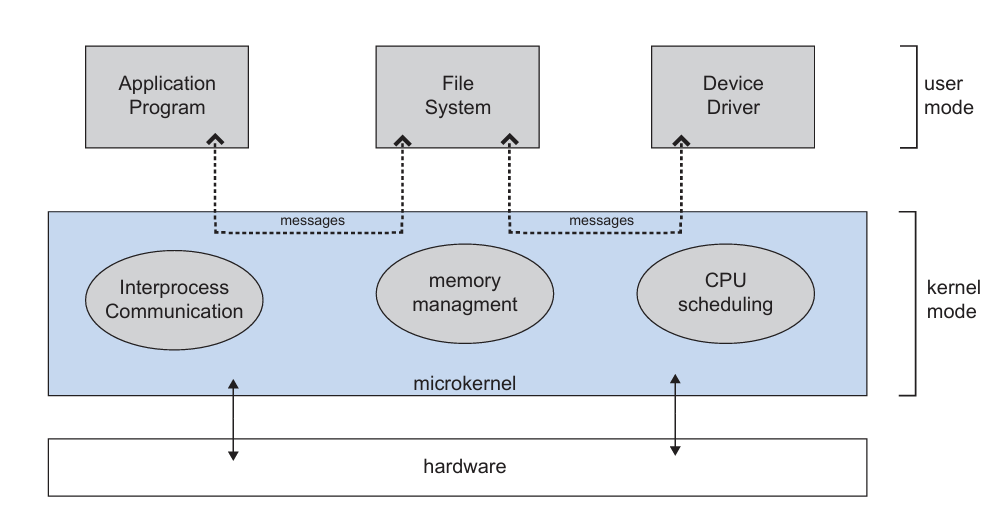 Application
Program
File
System
Device
Driver
user
mode
messages
messages
Interprocess
Communication
memory
managment
CPU
scheduling
kernel
mode
microkernel
hardware